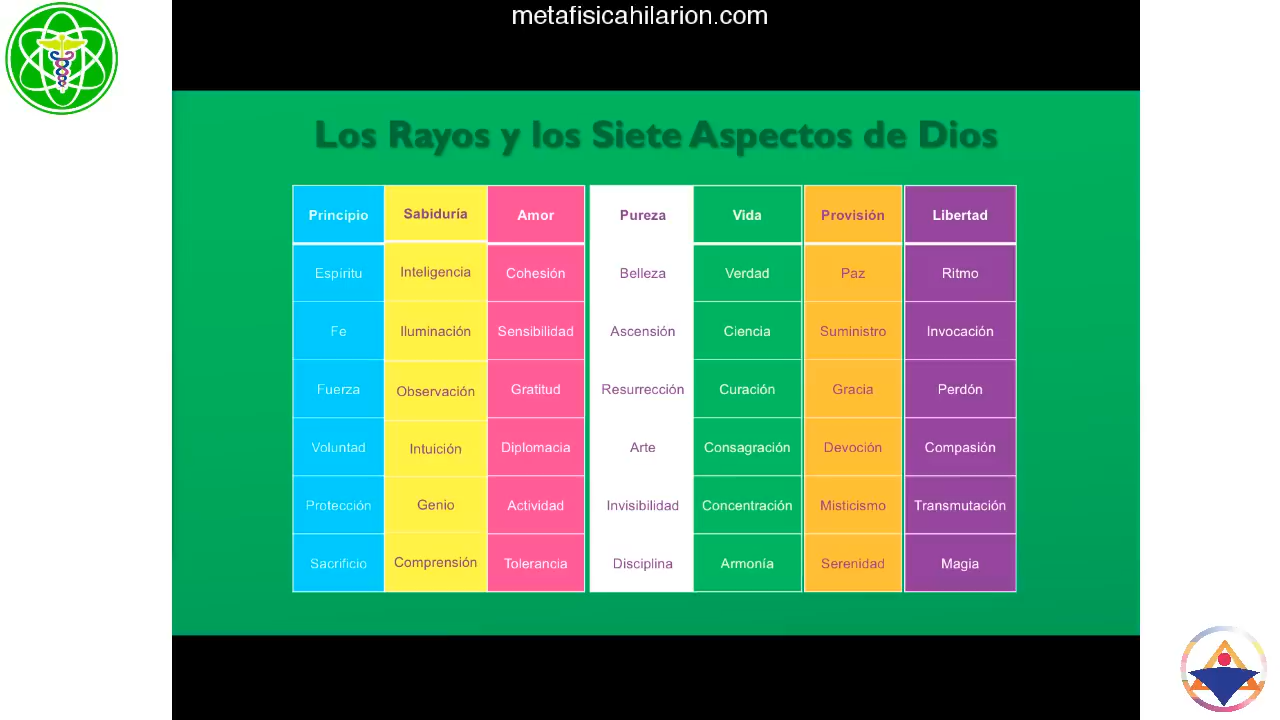 metafisicahilarion.com
Los Rayos y los Siete Aspectos de Dios
Principio Sabiduría Amor Pureza Vida Provisión Libertad
Espíritu Inteligencia Cohesión Belleza Verdad Paz Ritmo
Fe Iluminación Sensibilidad Ascensión Ciencia Suministro Invocación
Fuerza Observación Gratitud Resurrección Curación Gracia Perdón
Voluntad Intuición Diplomacia Arte Consagración Devoción Compasión
Protección Genio Actividad Invisibilidad Concentración Misticismo Transmutación
Sacrificio Comprensión Tolerancia Disciplina Armonía Serenidad Magia